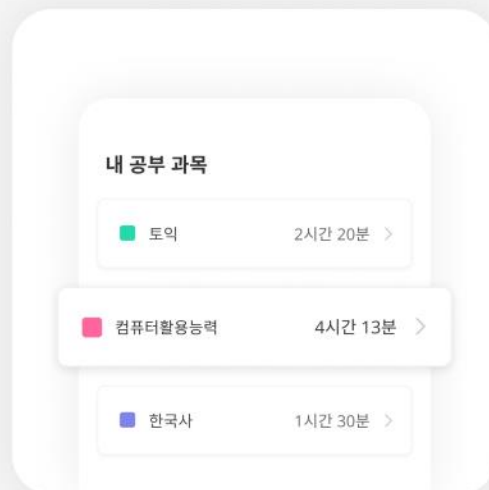 내 공부 과목
토익 2시간 20분
컴퓨터활용능력 4시간 13분
한국사 1시간 30분